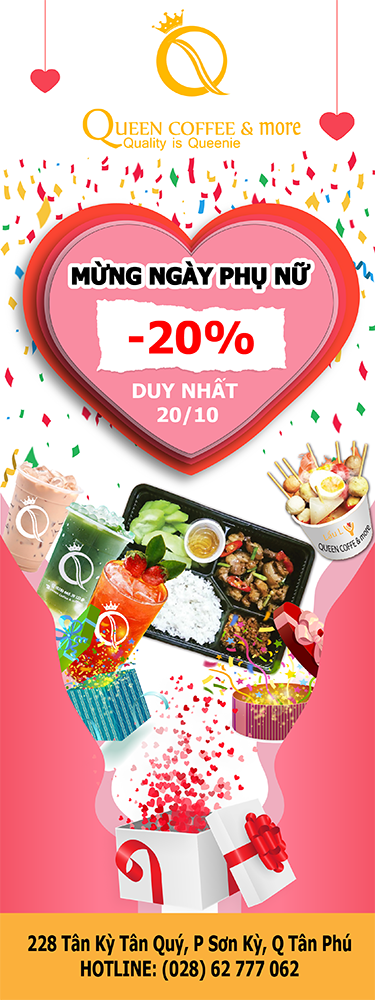 QUEEN COFFEE & more
Quality is Queenie
MỪNG NGÀY PHỤ NỮ
-20%
DUY NHẤT
20/10
QUEEN COFFE & more
228 Tân Kỳ Tân Quý, P Sơn Kỳ, Q Tân Phú
HOTLINE: (028) 62 777 062